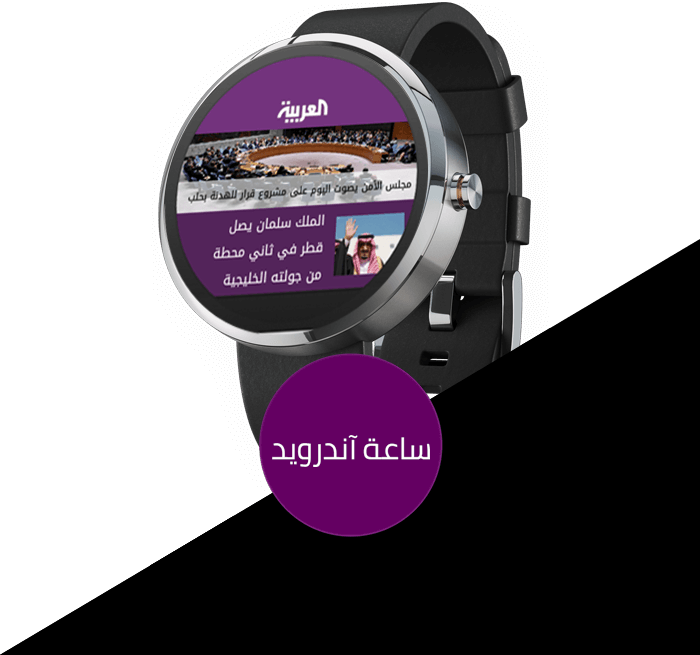 العربية
مجلس الأمن يصوت اليوم على مشروع قرار للهدنة بحلب
الملك سلمان يصل
قطر في ثاني محطة
من جولته الخليجية
ساعة آندرويد